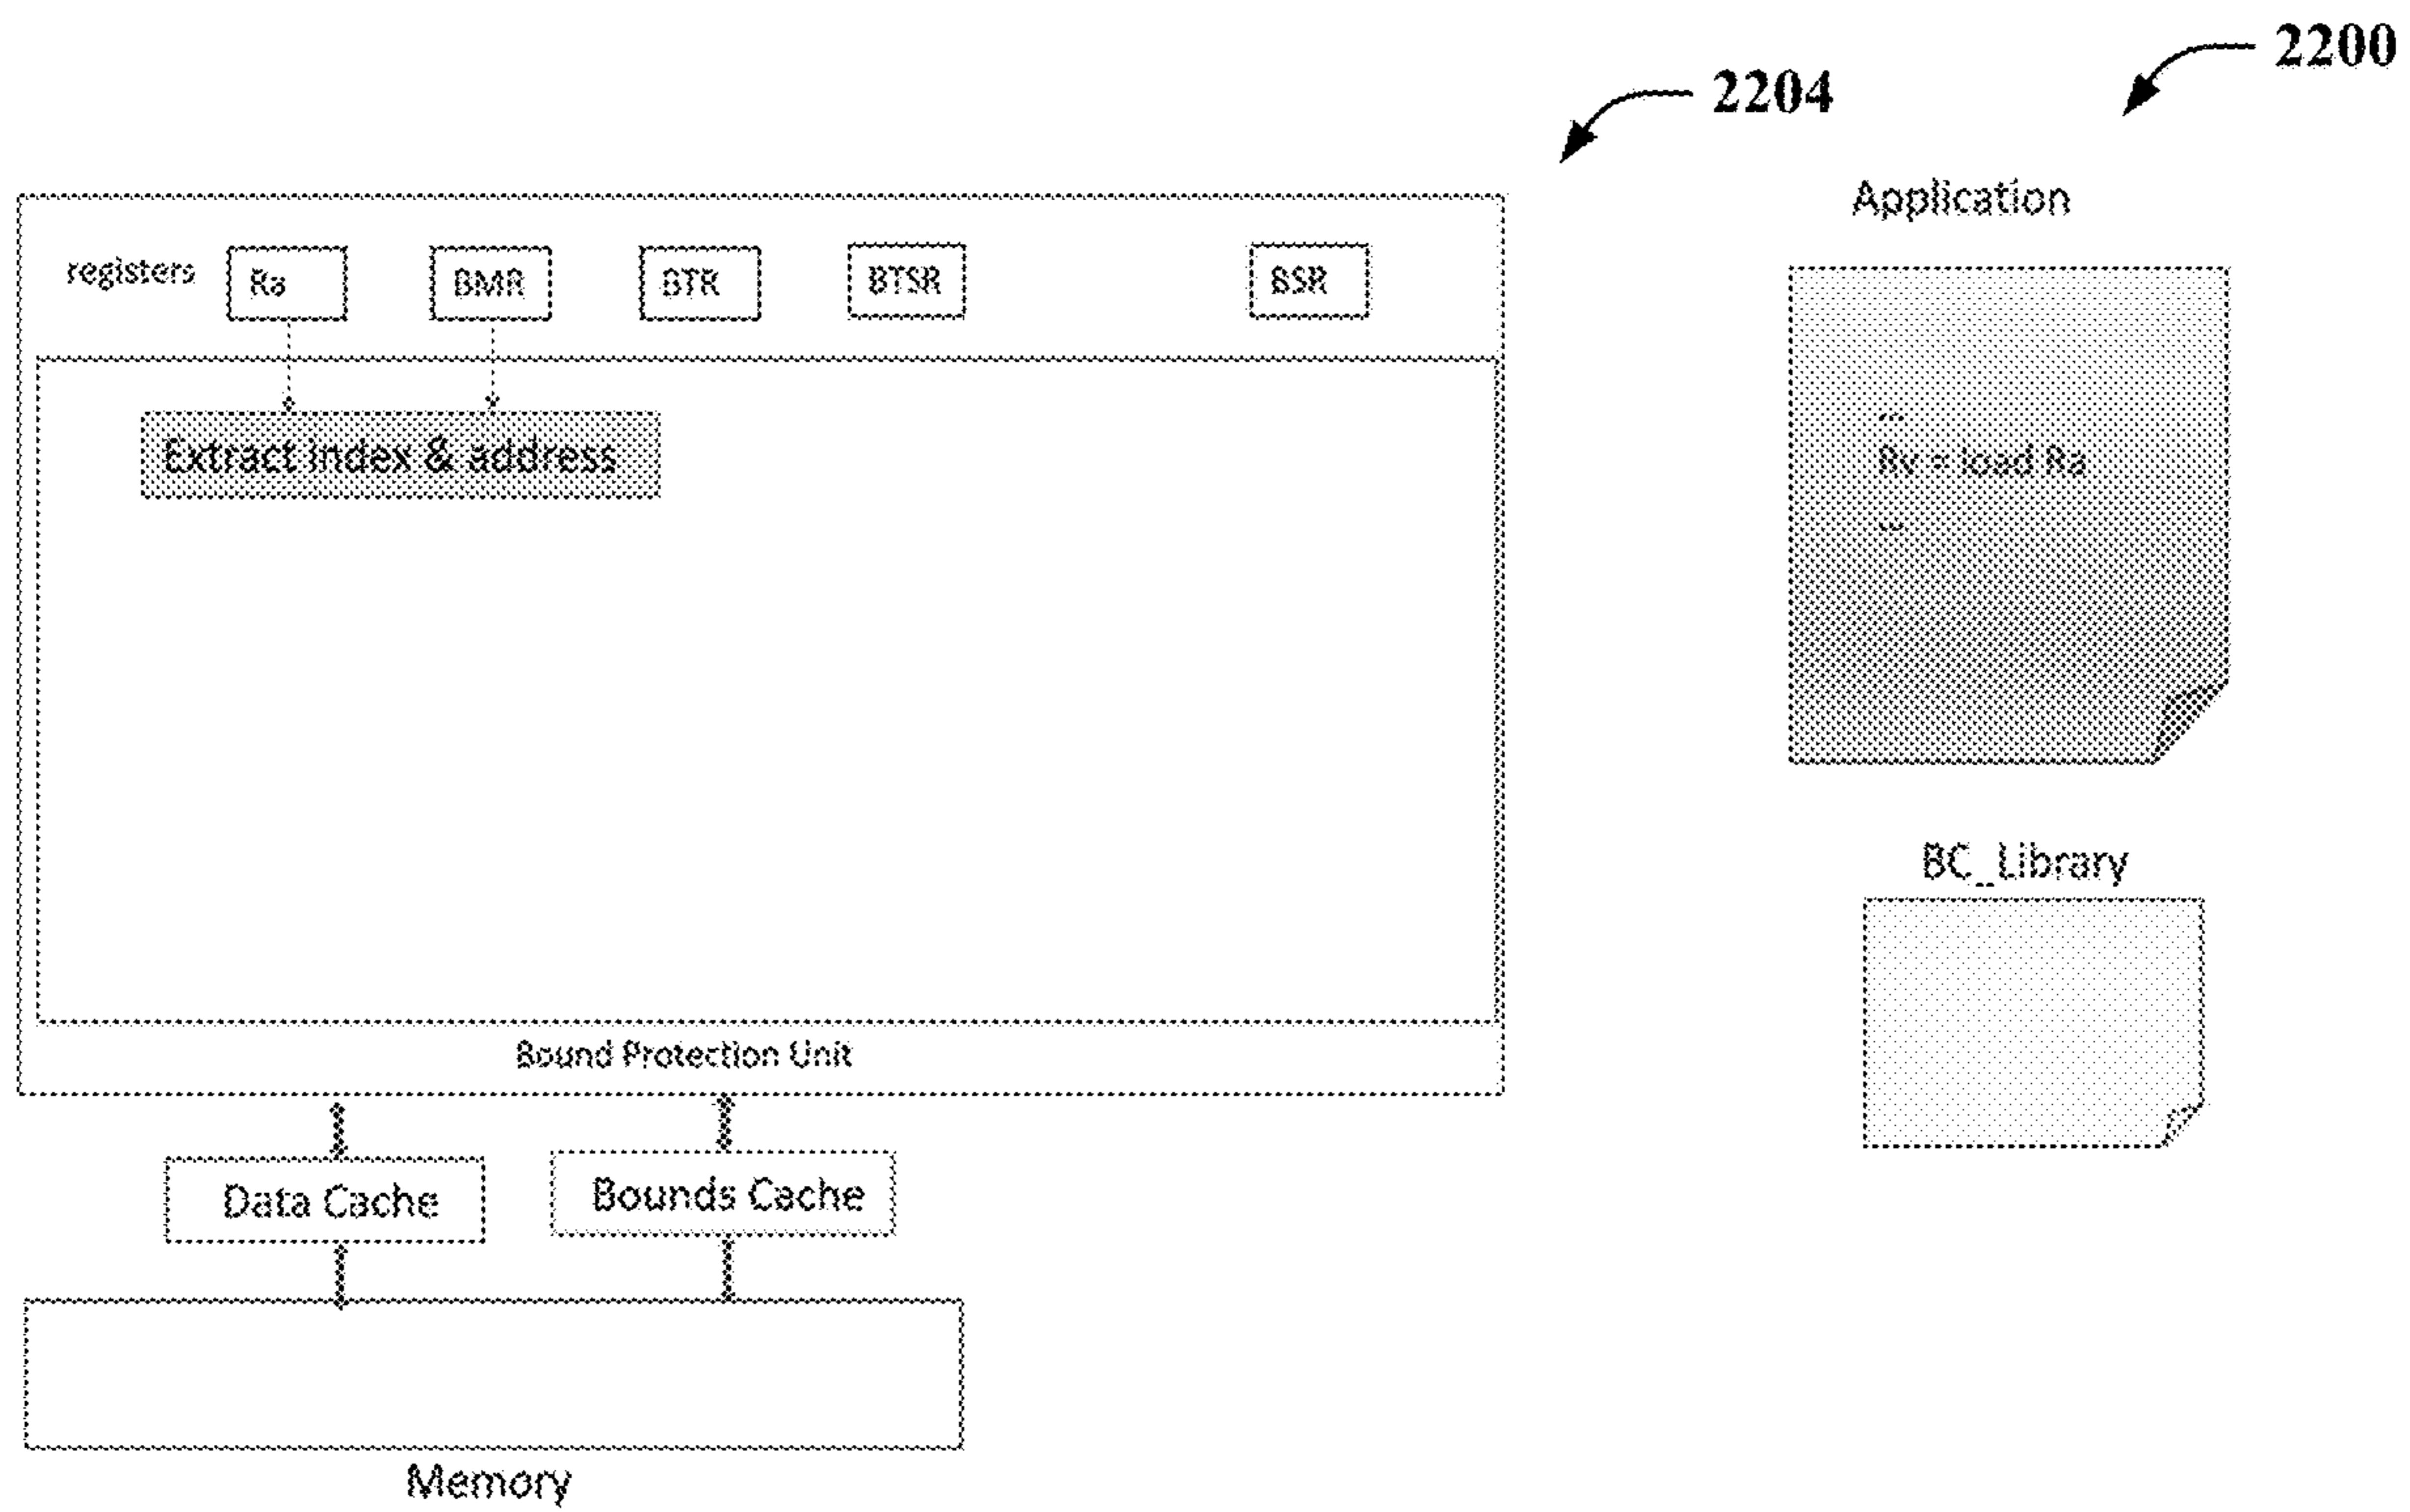 2200
2204
Application
registers
Ra
BMR
BTR
BTSR
BSR
Extract index & address
...
Rv = load Ra
...
BC_Library
Bound Protection Unit
Data Cache
Bounds Cache
Memory